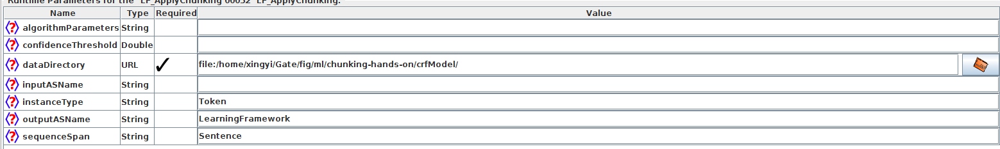 Runtime Parameters for the "LF_ApplyChunking 00032" LF_ApplyChunking:
Name Type Required Value
algorithmParameters String
confidenceThreshold Double
dataDirectory URL ✓ file:/home/xingyi/Gate/fig/ml/chunking-hands-on/crfModel/
inputASName String
instanceType String Token
outputASName String LearningFramework
sequenceSpan String Sentence